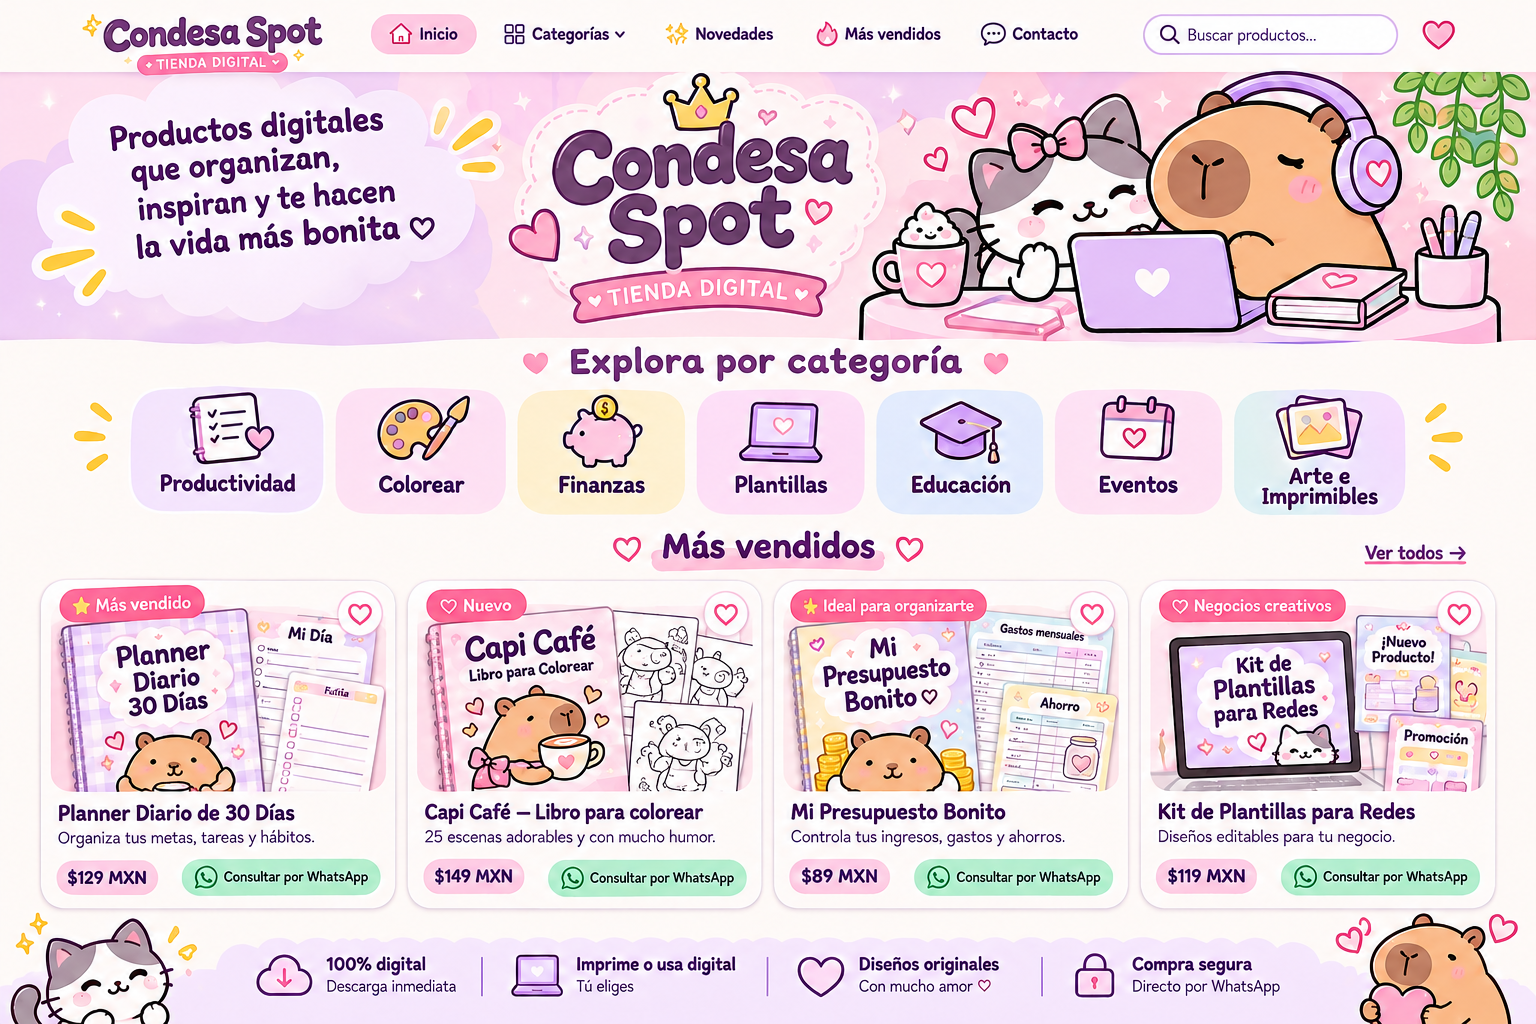 Condesa Spot
TIENDA DIGITAL
Inicio
Categorías
Novedades
Más vendidos
Contacto
Buscar productos...
Productos digitales
que organizan,
inspiran y te hacen
la vida más bonita
Condesa
Spot
TIENDA DIGITAL
Explora por categoría
Productividad
Colorear
$
Finanzas
Plantillas
Educación
Eventos
Arte e
Imprimibles
Más vendidos
Ver todos →
Más vendido
Planner
Diario
30 Días
Mi Día
Planner Diario de 30 Días
Organiza tus metas, tareas y hábitos.
$129 MXN
Consultar por WhatsApp
Nuevo
Capi Café
Libro para Colorear
Capi Café – Libro para colorear
25 escenas adorables y con mucho humor.
$149 MXN
Consultar por WhatsApp
Ideal para organizarte
Mi
Presupuesto
Bonito
Gastos mensuales
Ahorro
Mi Presupuesto Bonito
Controla tus ingresos, gastos y ahorros.
$89 MXN
Consultar por WhatsApp
Negocios creativos
Kit de
Plantillas
para Redes
¡Nuevo
Producto!
Promoción
Kit de Plantillas para Redes
Diseños editables para tu negocio.
$119 MXN
Consultar por WhatsApp
100% digital
Descarga inmediata
Imprime o usa digital
Tú eliges
Diseños originales
Con mucho amor
Compra segura
Directo por WhatsApp